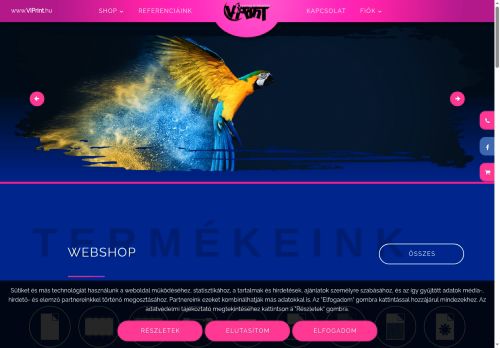 www.ViPrint.hu
SHOP
REFERENCIÁINK
ViPrint
KAPCSOLAT
FIÓK
TERMÉKEINK
WEBSHOP
ÖSSZES
Sütiket és más technológiát használunk a weboldal működéséhez, statisztikához, a tartalmak és hirdetések, ajánlatok személyre szabásához, és az így gyűjtött adatok média-,
hirdető- és elemző partnereinkkel történő megosztásához. Partnereink ezeket kombinálhatják más adatokkal is. Az "Elfogadom" gombra kattintással hozzájárul mindezekhez. Az
adatvédelmi tájékoztató megtekintéséhez kattintson a "Részletek" gombra.
RÉSZLETEK
ELUTASÍTOM
ELFOGADOM